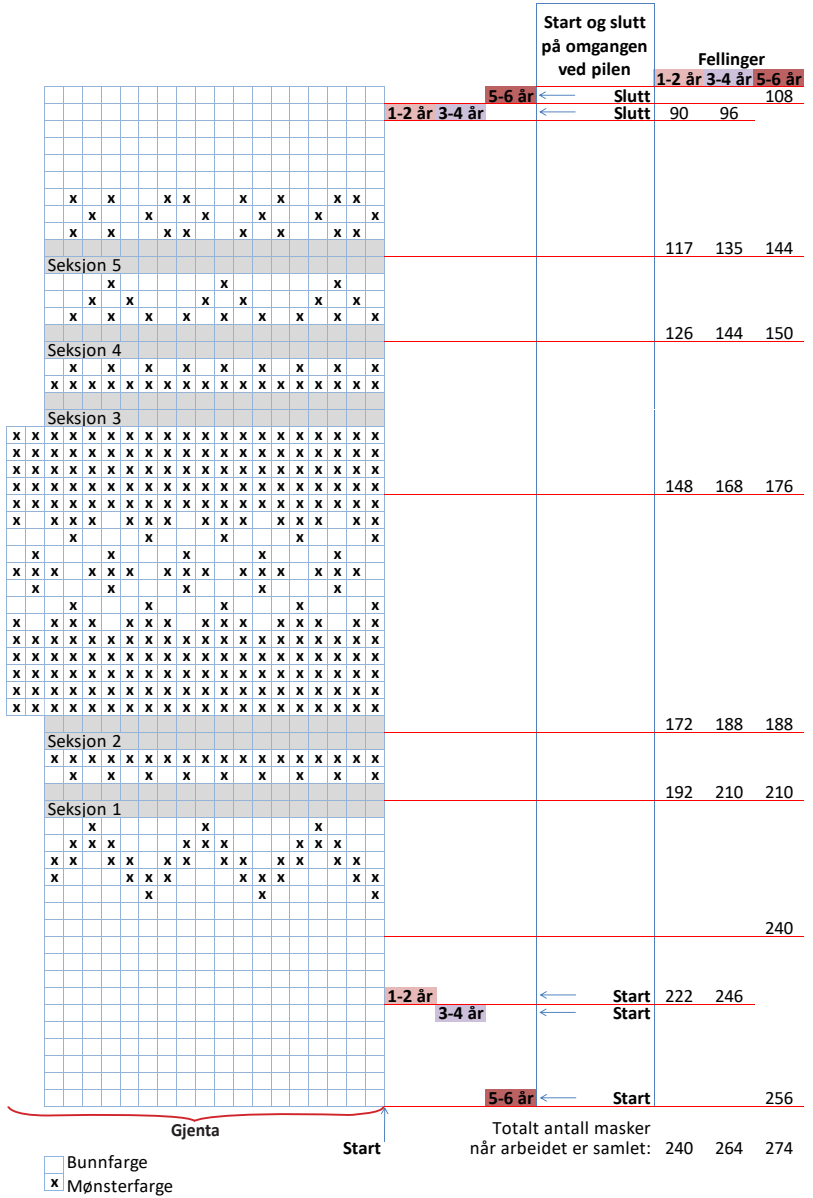 Start og slutt
på omgangen
ved pilen
Fellinger
1-2 år 3-4 år 5-6 år
5-6 år Slutt 108
1-2 år 3-4 år Slutt 90 96
x x x x x x x x
x x x x x x
x x x x x x x x
117 135 144
Seksjon 5
x x x
x x x x x x
x x x x x x x x x
126 144 150
Seksjon 4
x x x x x x x x x
x x x x x x x x x x x x x x x x x x
Seksjon 3
x x x x x x x x x x x x x x x x x x x x
x x x x x x x x x x x x x x x x x x x x
x x x x x x x x x x x x x x x x x x x x
x x x x x x x x x x x x x x x x x x x x
148 168 176
x x x x x x x x x x x x x x x x x x x x
x x x x x x x x x x x x x x x
x x x x x
x x x x x
x x x x x x x x x x x x x x x
x x x x x
x x x x x
x x x x x x x x x x x x x x x
x x x x x x x x x x x x x x x x x x x x
x x x x x x x x x x x x x x x x x x x x
x x x x x x x x x x x x x x x x x x x x
x x x x x x x x x x x x x x x x x x x x
x x x x x x x x x x x x x x x x x x x x
172 188 188
Seksjon 2
x x x x x x x x x x x x x x x x x x
x x x x x x x x x
192 210 210
Seksjon 1
x x x
x x x x x x x x x
x x x x x x x x x x x x
x x x x x x x x x
x x x
240
1-2 år Start 222 246
3-4 år Start
5-6 år Start 256
Gjenta
Start
Totalt antall masker
når arbeidet er samlet: 240 264 274
Bunnfarge
x Mønsterfarge